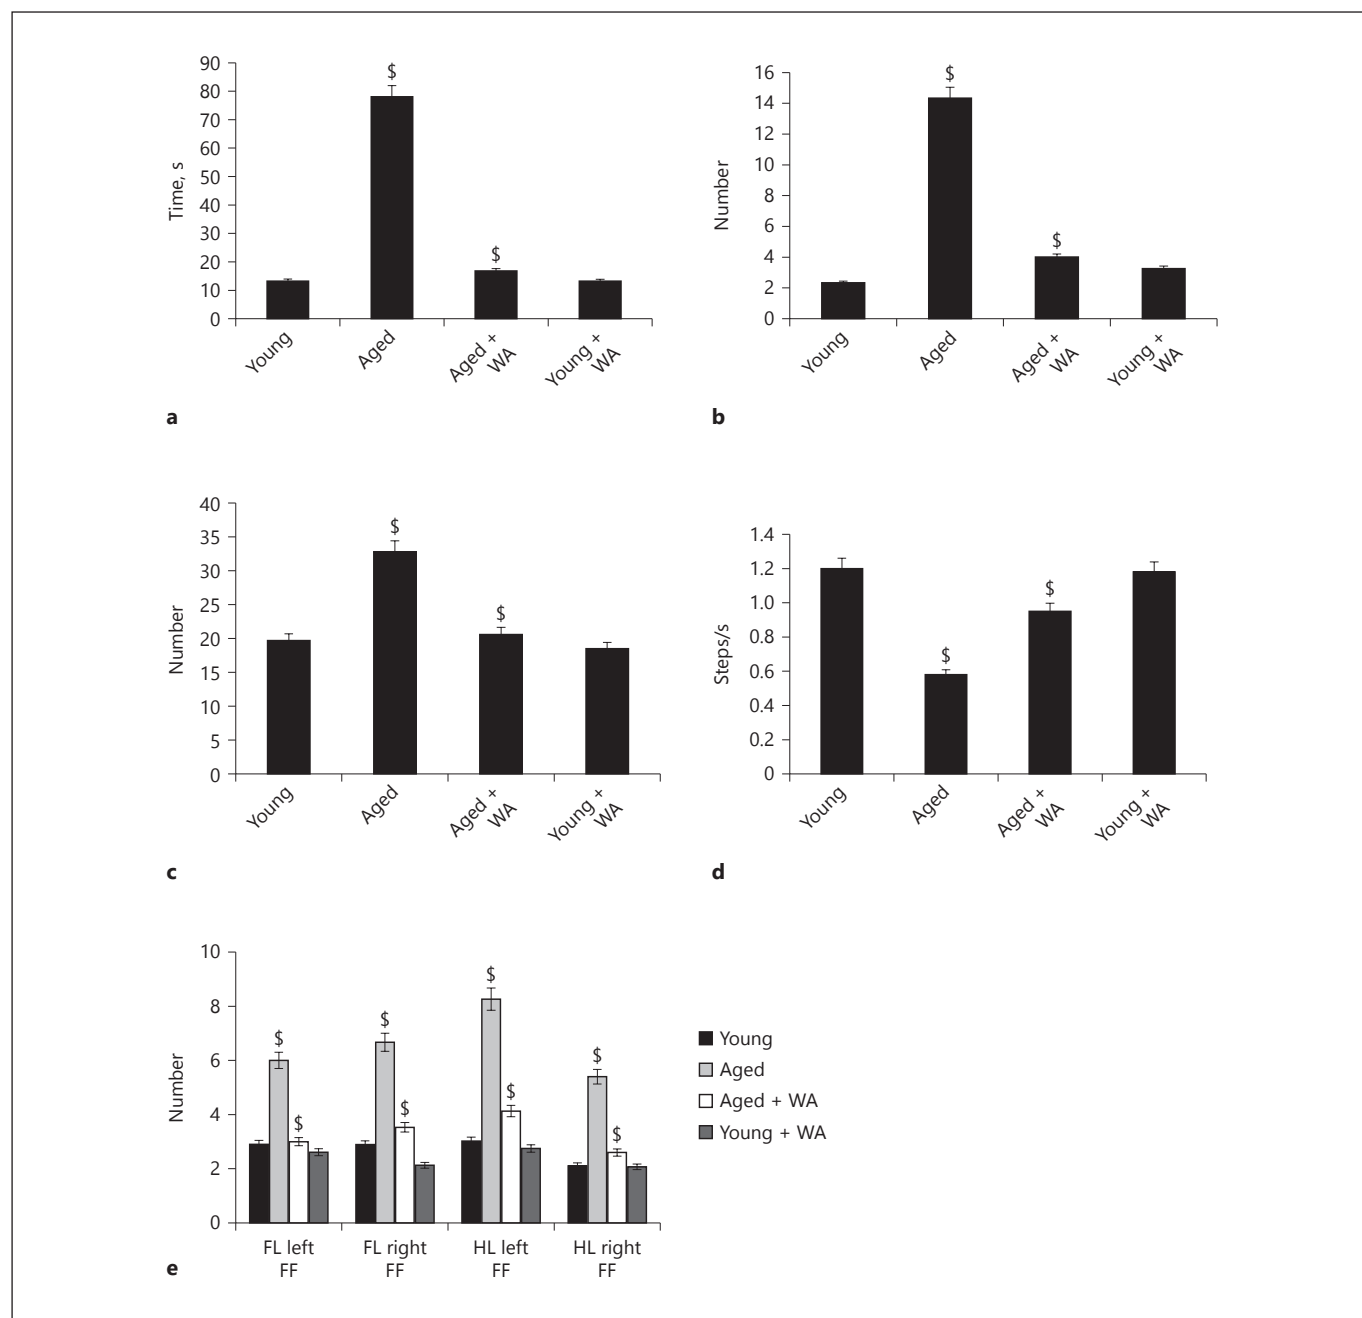 90
80
70
60
50
40
30
20
10
0
Time, s
$
$
Young
Aged
Aged + WA
Young + WA
a
16
14
12
10
8
6
4
2
0
Number
$
$
Young
Aged
Aged + WA
Young + WA
b
40
35
30
25
20
15
10
5
0
Number
$
$
Young
Aged
Aged + WA
Young + WA
c
1.4
1.2
1.0
0.8
0.6
0.4
0.2
0
Steps/s
$
$
Young
Aged
Aged + WA
Young + WA
d
10
8
6
4
2
0
Number
$
$
$
$
$
$
$
$
FL left
FF
FL right
FF
HL left
FF
HL right
FF
Young
Aged
Aged + WA
Young + WA
e